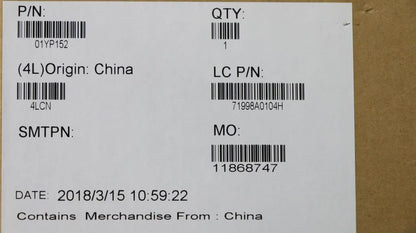 P/N: QTY:
01YP152 1
(4L)Origin: China LC P/N:
4LCN 71998A0104H
SMTPN: MO:
11868747
DATE: 2018/3/15 10:59:22
Contains Merchandise From : China